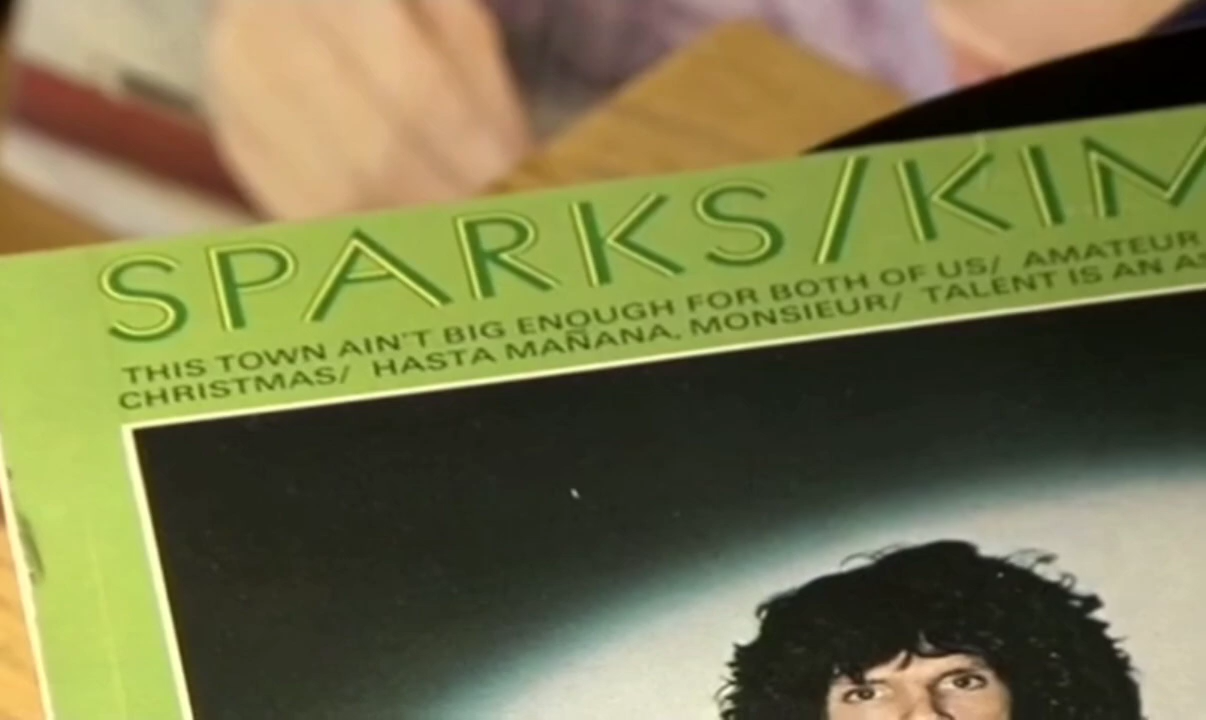 SPARKS/KIM
THIS TOWN AIN'T BIG ENOUGH FOR BOTH OF US/ AMATEUR
CHRISTMAS/ HASTA MAÑANA, MONSIEUR/ TALENT IS AN AS